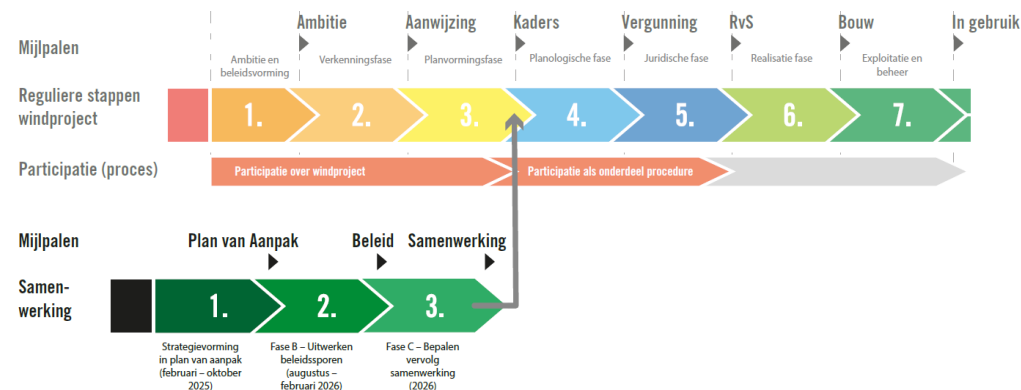 Ambitie
Aanwijzing
Kaders
Vergunning
RvS
Bouw
In gebruik
Mijlpalen
Ambitie en
beleidsvorming
Verkenningsfase
Planvormingsfase
Planologische fase
Juridische fase
Realisatie fase
Exploitatie en
beheer
Reguliere stappen
windproject
1.
2.
3.
4.
5.
6.
7.
Participatie (proces)
Participatie over windproject
Participatie als onderdeel procedure
Mijlpalen
Plan van Aanpak
Beleid
Samenwerking
Samen-
werking
1.
2.
3.
Strategievorming
in plan van aanpak
(februari – oktober
2025)
Fase B – Uitwerken
beleidssporen
(augustus –
februari 2026)
Fase C – Bepalen
vervolg
samenwerking
(2026)